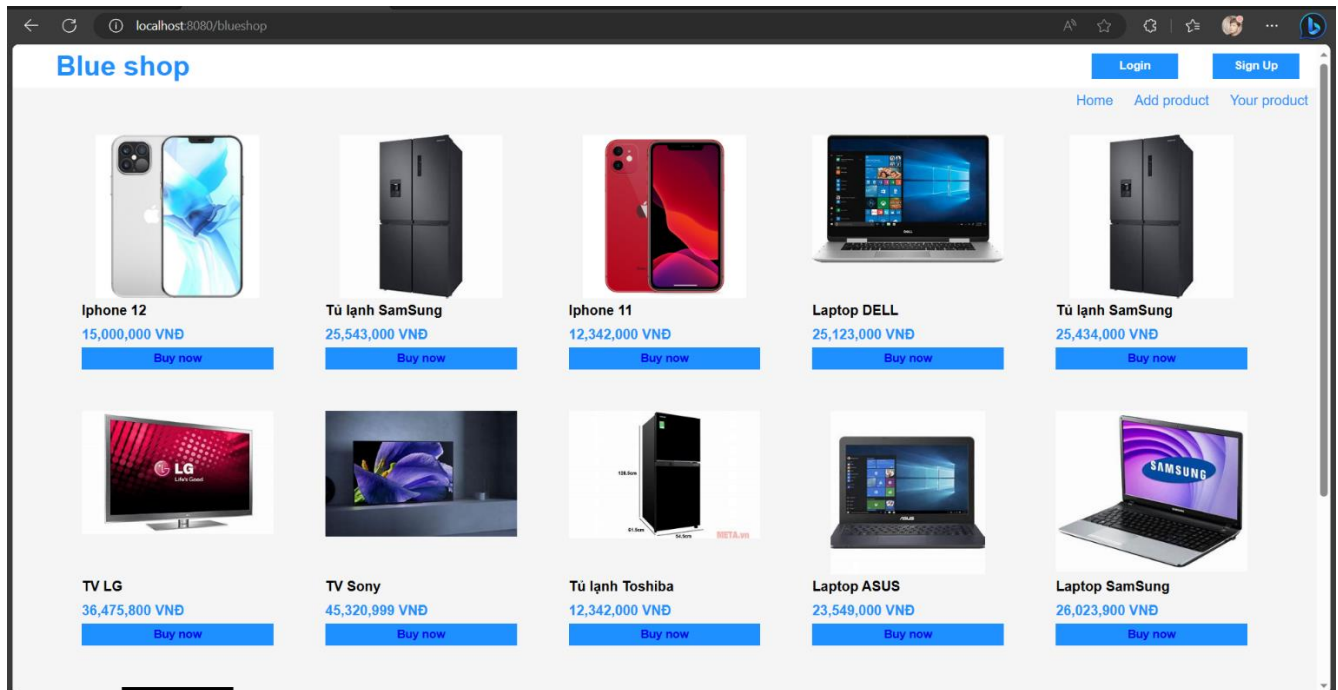 localhost:8080/blueshop
Blue shop
Login
Sign Up
Home Add product Your product
Iphone 12
Tủ lạnh SamSung
Iphone 11
Laptop DELL
Tủ lạnh SamSung
15,000,000 VNĐ
25,543,000 VNĐ
12,342,000 VNĐ
25,123,000 VNĐ
25,434,000 VNĐ
Buy now
Buy now
Buy now
Buy now
Buy now
LG
Life's Good
META.vn
ASUS
SAMSUNG
TV LG
TV Sony
Tủ lạnh Toshiba
Laptop ASUS
Laptop SamSung
36,475,800 VNĐ
45,320,999 VNĐ
12,342,000 VNĐ
23,549,000 VNĐ
26,023,900 VNĐ
Buy now
Buy now
Buy now
Buy now
Buy now